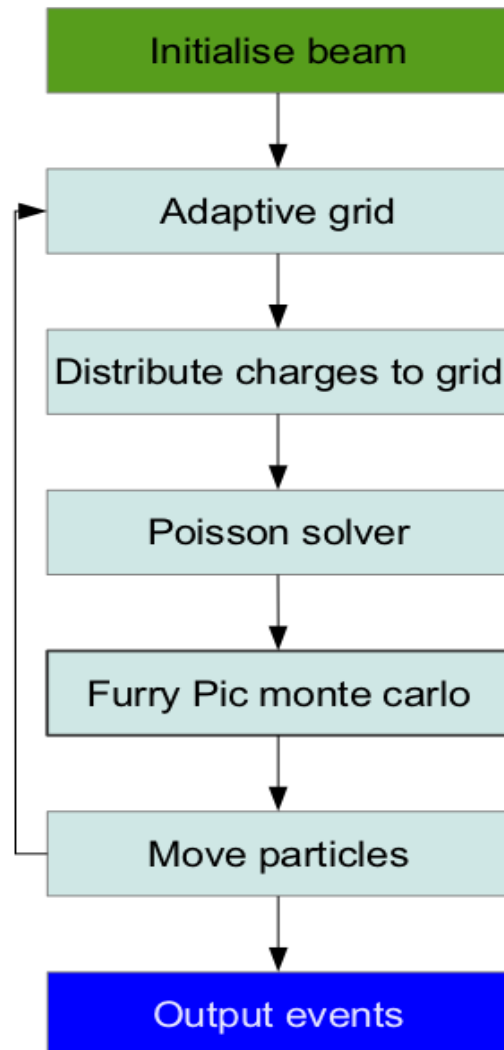 Initialise beam
Adaptive grid
Distribute charges to grid
Poisson solver
Furry Pic monte carlo
Move particles
Output events